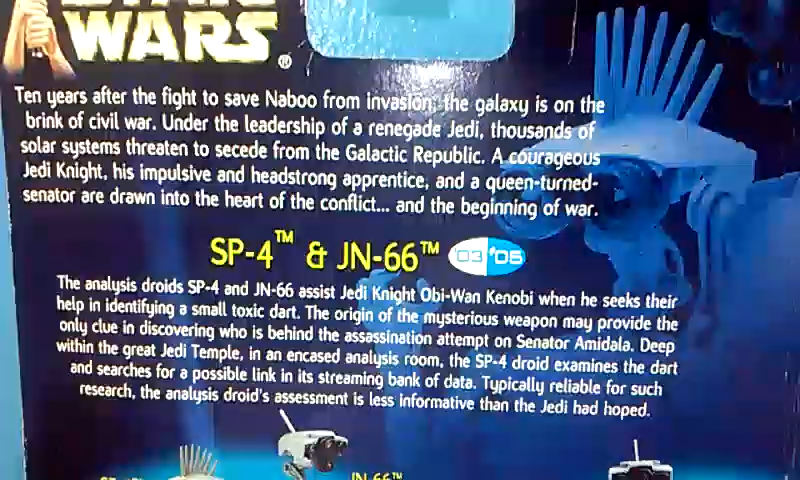 STAR
WARS®
Ten years after the fight to save Naboo from invasion, the galaxy is on the
brink of civil war. Under the leadership of a renegade Jedi, thousands of
solar systems threaten to secede from the Galactic Republic. A courageous
Jedi Knight, his impulsive and headstrong apprentice, and a queen-turned-
senator are drawn into the heart of the conflict... and the beginning of war.
SP-4™ & JN-66™ '03 #06
The analysis droids SP-4 and JN-66 assist Jedi Knight Obi-Wan Kenobi when he seeks their
help in identifying a small toxic dart. The origin of the mysterious weapon may provide the
only clue in discovering who is behind the assassination attempt on Senator Amidala. Deep
within the great Jedi Temple, in an encased analysis room, the SP-4 droid examines the dart
and searches for a possible link in its streaming bank of data. Typically reliable for such
research, the analysis droid's assessment is less informative than the Jedi had hoped.
JN-66™